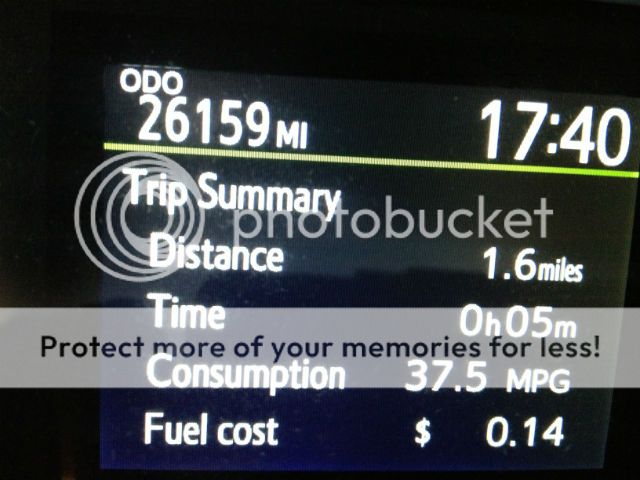 ODO
26159 MI 17:40
Trip Summary
photobucket
Distance 1.6 miles
Time 0h05m
Protect more of your memories for less!
Consumption 37.5 MPG
Fuel cost $ 0.14